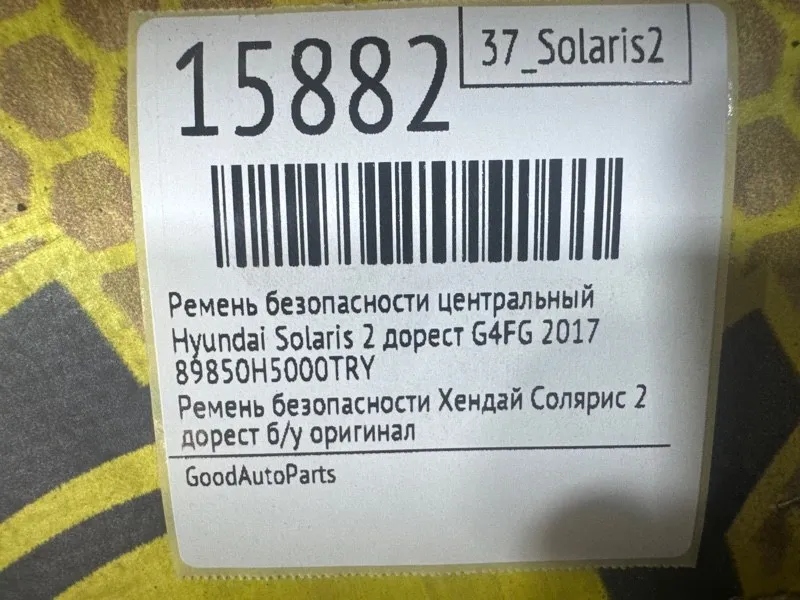 15882
37_Solaris2
Ремень безопасности центральный
Hyundai Solaris 2 дорест G4FG 2017
89850H5000TRY
Ремень безопасности Хендай Солярис 2
дорест б/у оригинал
GoodAutoParts